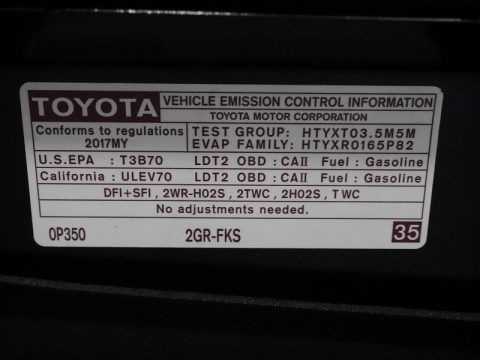 TOYOTA VEHICLE EMISSION CONTROL INFORMATION
TOYOTA MOTOR CORPORATION
Conforms to regulations TEST GROUP: HTYXT03.5M5M
2017MY EVAP FAMILY: HTYXR0165P82
U.S.EPA : T3B70 LDT2 OBD : CAII Fuel : Gasoline
California : ULEV70 LDT2 OBD : CAII Fuel : Gasoline
DFI+SFI , 2WR-HO2S , 2TWC , 2HO2S , TWC
No adjustments needed.
0P350 2GR-FKS 35